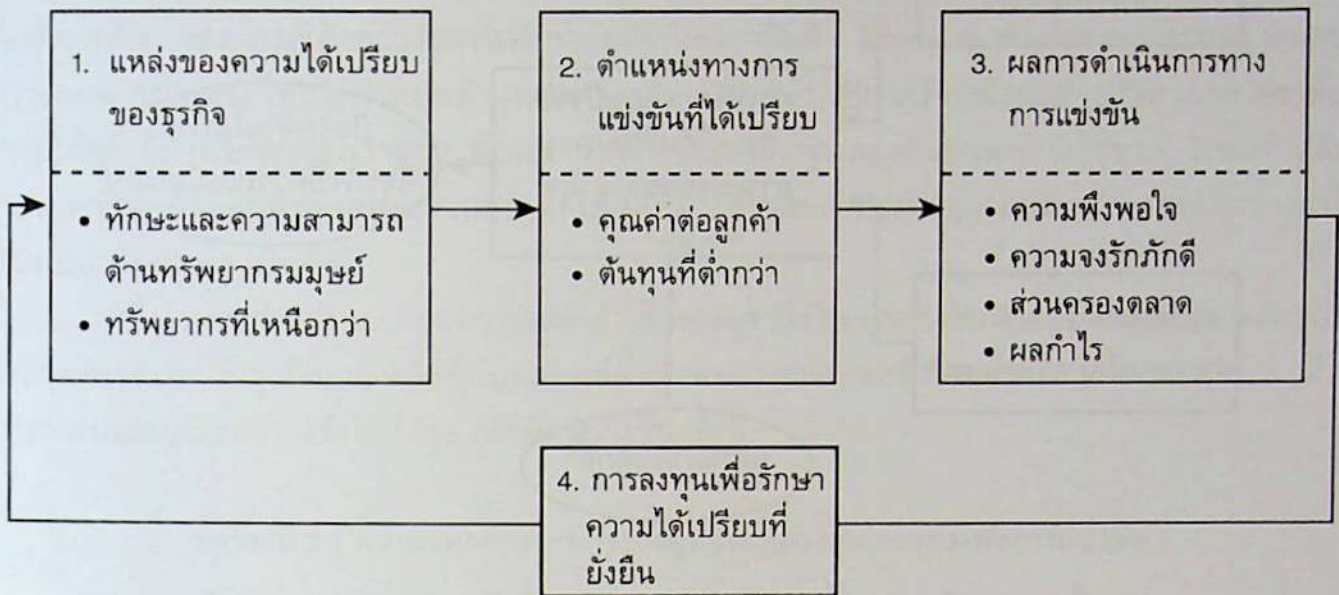 1. แหล่งของความได้เปรียบ
ของธุรกิจ
• ทักษะและความสามารถ
ด้านทรัพยากรมมุษย์
• ทรัพยากรที่เหนือกว่า
2. ตำแหน่งทางการ
แข่งขันที่ได้เปรียบ
• คุณค่าต่อลูกค้า
• ต้นทุนที่ต่ำกว่า
3. ผลการดำเนินการทาง
การแข่งขัน
• ความพึงพอใจ
• ความจงรักภักดี
• ส่วนครองตลาด
• ผลกำไร
4. การลงทุนเพื่อรักษา
ความได้เปรียบที่
ยั่งยืน